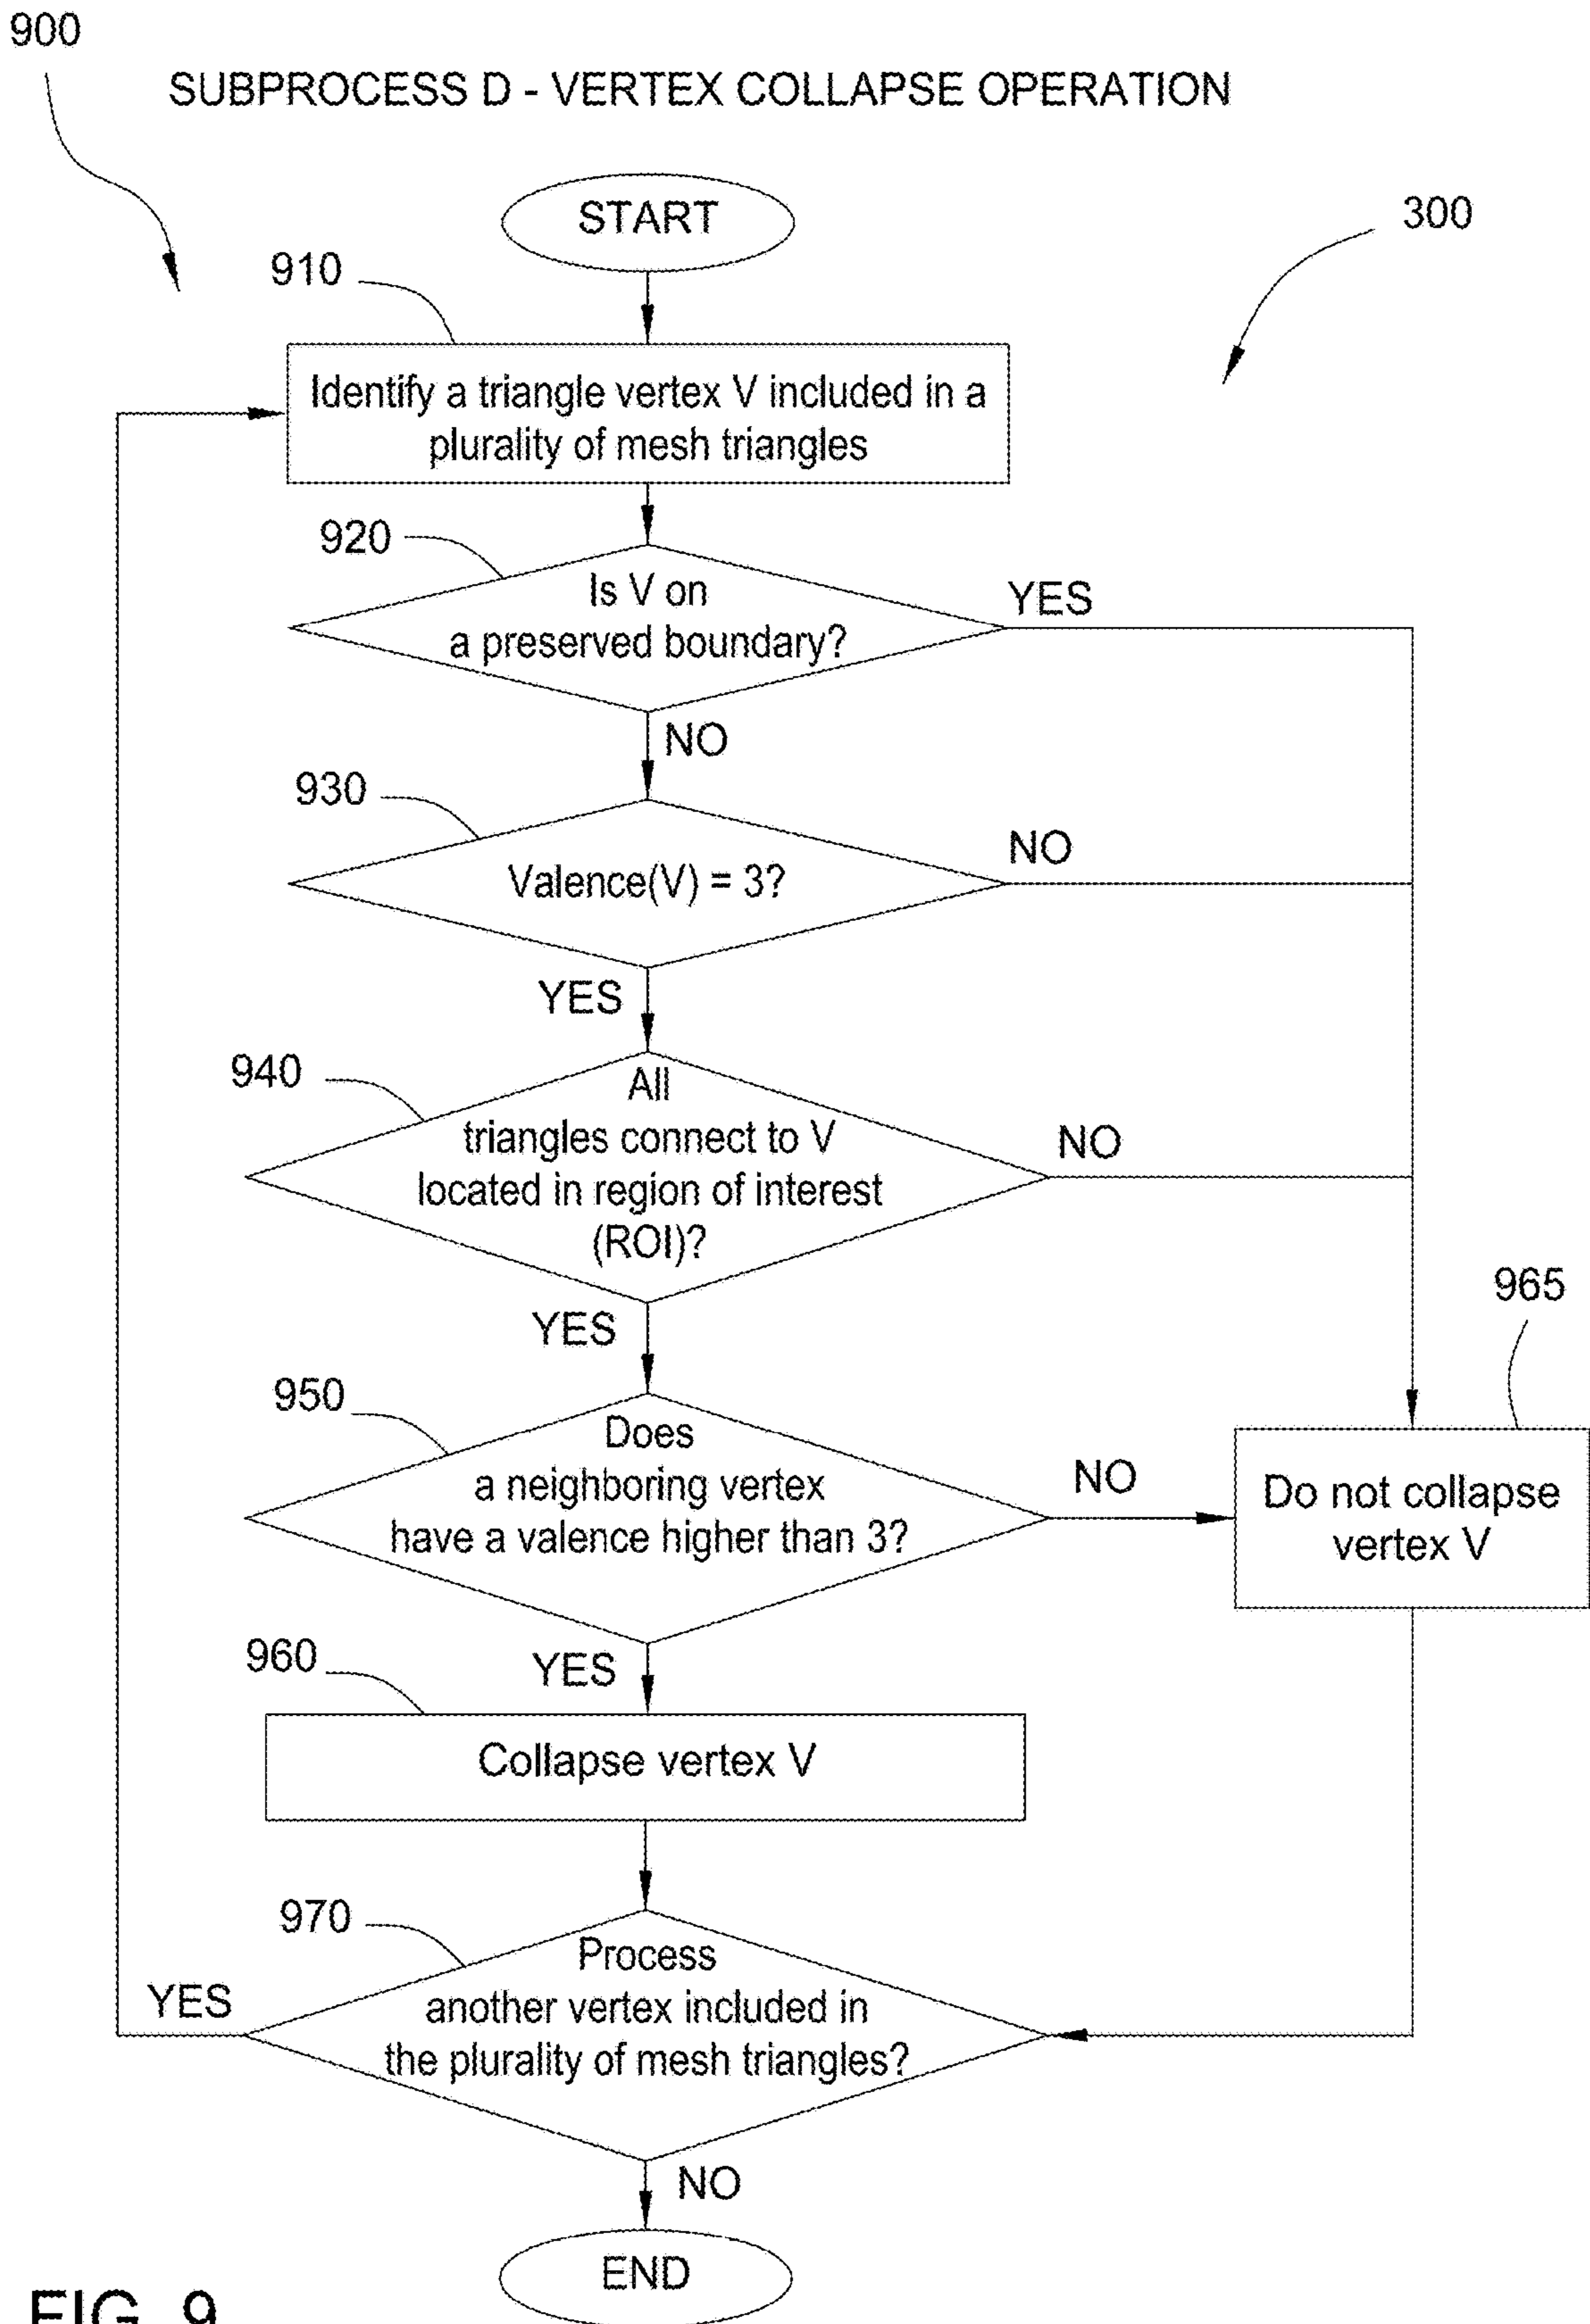 900
SUBPROCESS D - VERTEX COLLAPSE OPERATION
START
300
910
Identify a triangle vertex V included in a
plurality of mesh triangles
920
Is V on
a preserved boundary?
YES
NO
930
Valence(V) = 3?
NO
YES
940
All
triangles connect to V
located in region of interest
(ROI)?
NO
YES
965
950
Does
a neighboring vertex
have a valence higher than 3?
NO
Do not collapse
vertex V
YES
960
Collapse vertex V
970
Process
another vertex included in
the plurality of mesh triangles?
YES
NO
END
FIG. 9